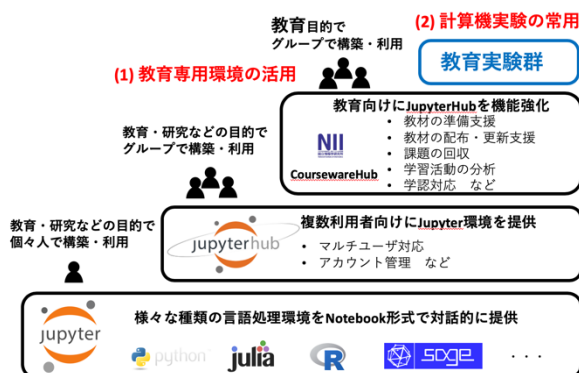 教育目的で
グループで構築・利用
(2) 計算機実験の常用
教育実験群
(1) 教育専用環境の活用
教育向けにJupyterHubを機能強化
• 教材の準備支援
• 教材の配布・更新支援
• 課題の回収
• 学習活動の分析
• 学認対応 など
NII
CoursewareHub
教育・研究などの目的で
グループで構築・利用
複数利用者向けにJupyter環境を提供
• マルチユーザ対応
• アカウント管理 など
jupyterhub
教育・研究などの目的で
個々人で構築・利用
様々な種類の言語処理環境をNotebook形式で対話的に提供
jupyter
python
julia
R
sage
・・・